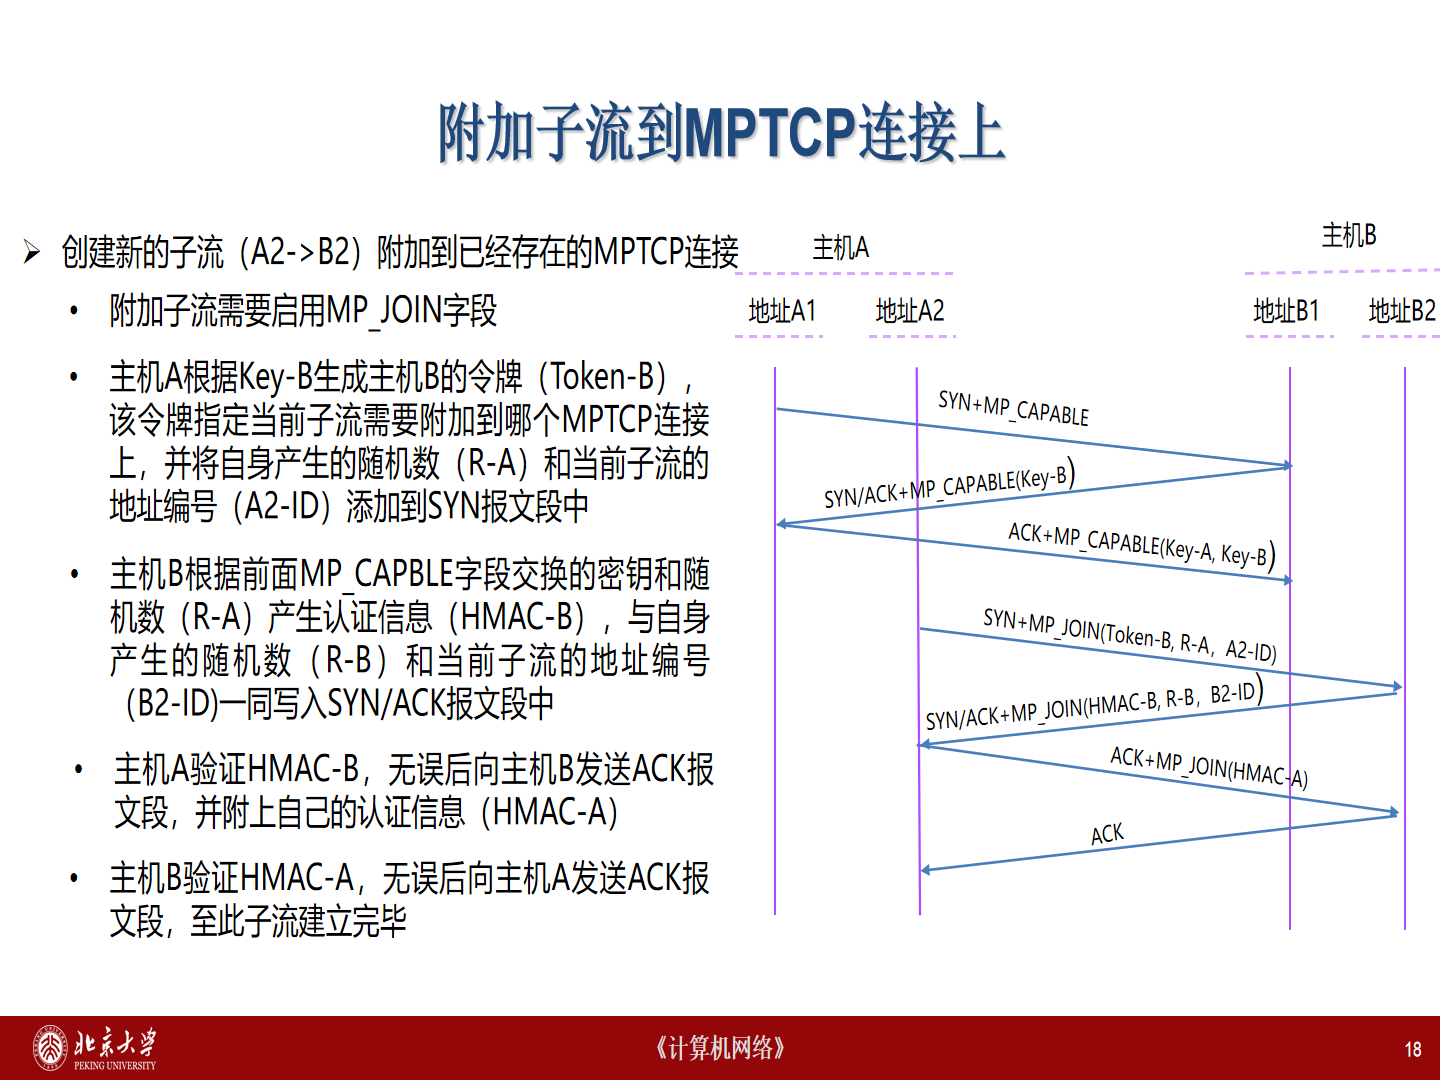 附加子流到MPTCP连接上
创建新的子流（A2->B2）附加到已经存在的MPTCP连接
• 附加子流需要启用MP_JOIN字段
• 主机A根据Key-B生成主机B的令牌（Token-B），
该令牌指定当前子流需要附加到哪个MPTCP连接
上，并将自身产生的随机数（R-A）和当前子流的
地址编号（A2-ID）添加到SYN报文段中
• 主机B根据前面MP_CAPBLE字段交换的密钥和随
机数（R-A）产生认证信息（HMAC-B），与自身
产生的随机数（R-B）和当前子流的地址编号
（B2-ID)一同写入SYN/ACK报文段中
• 主机A验证HMAC-B，无误后向主机B发送ACK报
文段，并附上自己的认证信息（HMAC-A）
• 主机B验证HMAC-A，无误后向主机A发送ACK报
文段，至此子流建立完毕
主机A
主机B
地址A1
地址A2
地址B1
地址B2
SYN+MP_CAPABLE
SYN/ACK+MP_CAPABLE(Key-B)
ACK+MP_CAPABLE(Key-A, Key-B)
SYN+MP_JOIN(Token-B, R-A，A2-ID)
SYN/ACK+MP_JOIN(HMAC-B, R-B，B2-ID)
ACK+MP_JOIN(HMAC-A)
ACK
北京大学
PEKING UNIVERSITY
《计算机网络》
18